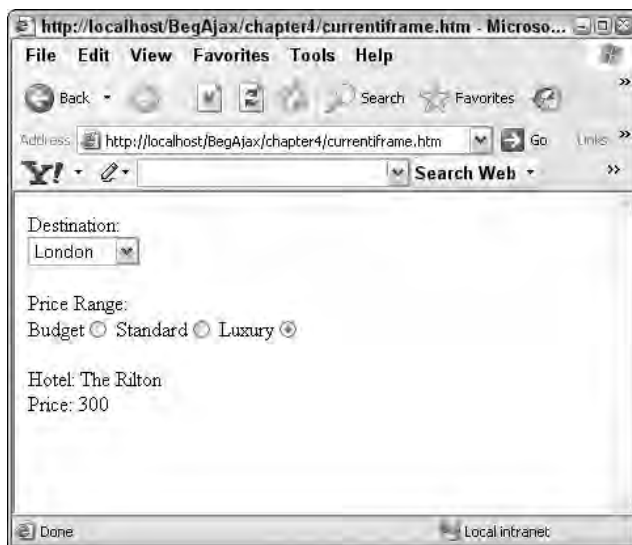 http://localhost/BegAjax/chapter4/currentiframe.htm - Microso...
File Edit View Favorites Tools Help
Back Search Favorites »
Address http://localhost/BegAjax/chapter4/currentiframe.htm Go Links »
Y! Search Web »
Destination:
London
Price Range:
Budget Standard Luxury
Hotel: The Rilton
Price: 300
Done Local intranet